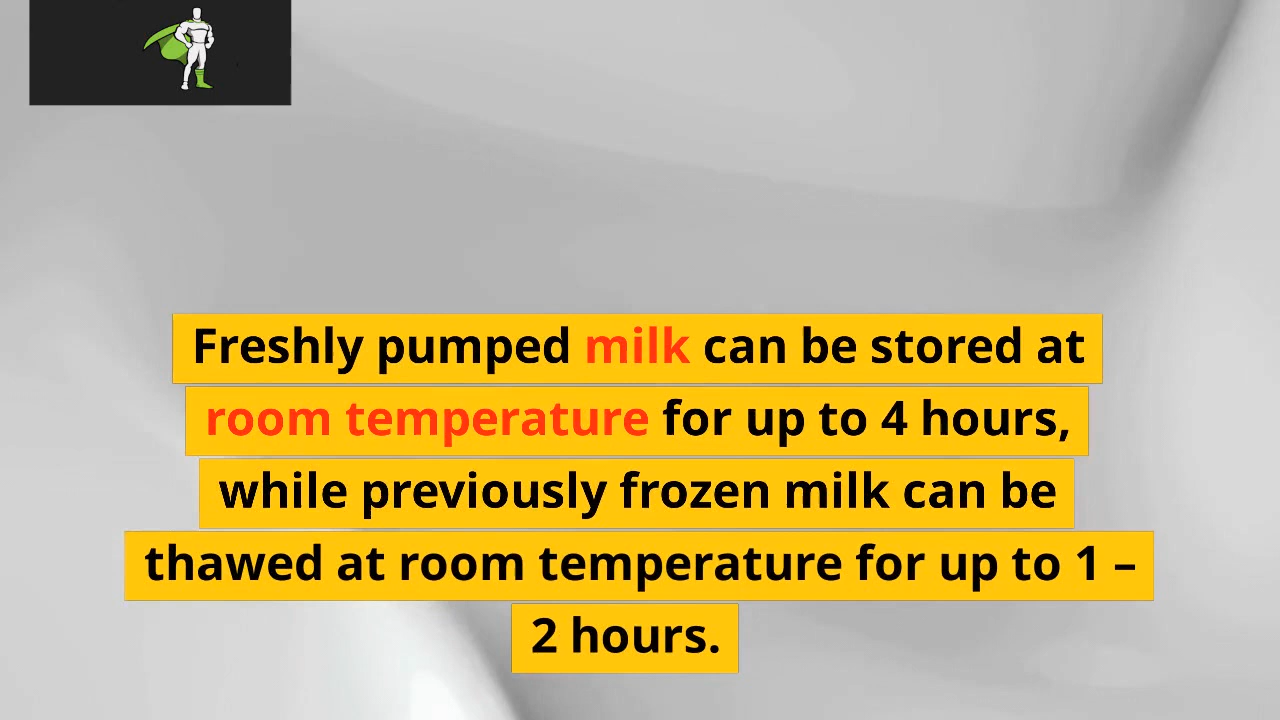 Freshly pumped milk can be stored at
room temperature for up to 4 hours,
while previously frozen milk can be
thawed at room temperature for up to 1 –
2 hours.